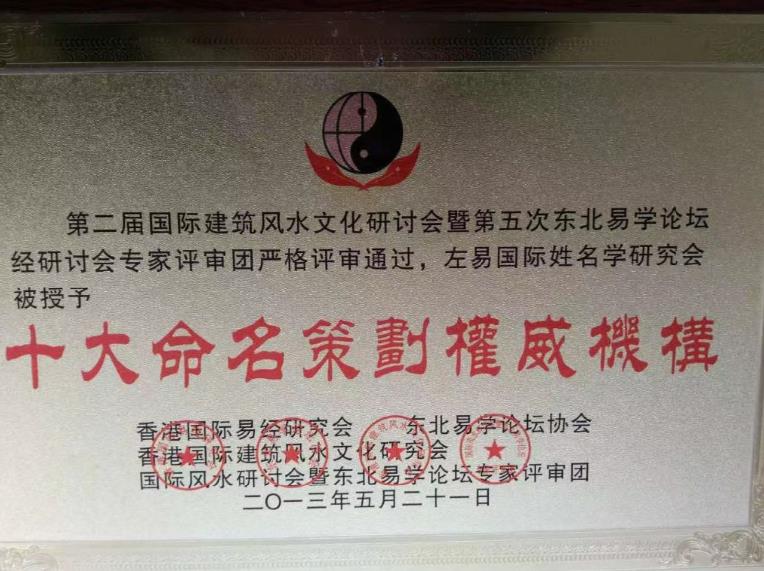 第二届国际建筑风水文化研讨会暨第五次东北易学论坛
经研讨会专家评审团严格评审通过，左易国际姓名学研究会
被授予
十大命名策劃權威機構
香港国际易经研究会 东北易学论坛协会
香港国际建筑风水文化研究会
国际风水研讨会暨东北易学论坛专家评审团
二〇一三年五月二十一日